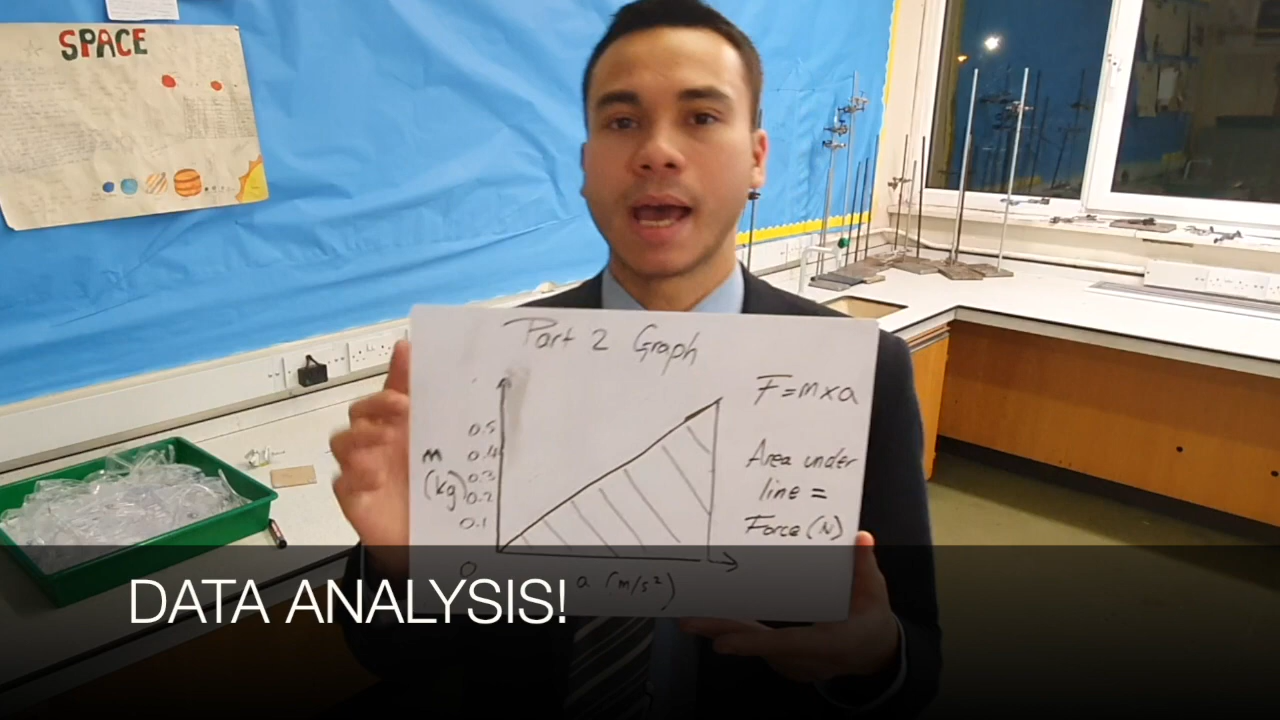 SPACE
Part 2 Graph
F=m×a
0.5
m 0.4
(kg) 0.3
0.2
0.1
0
a (m/s²)
Area under
line =
Force (N)
DATA ANALYSIS!